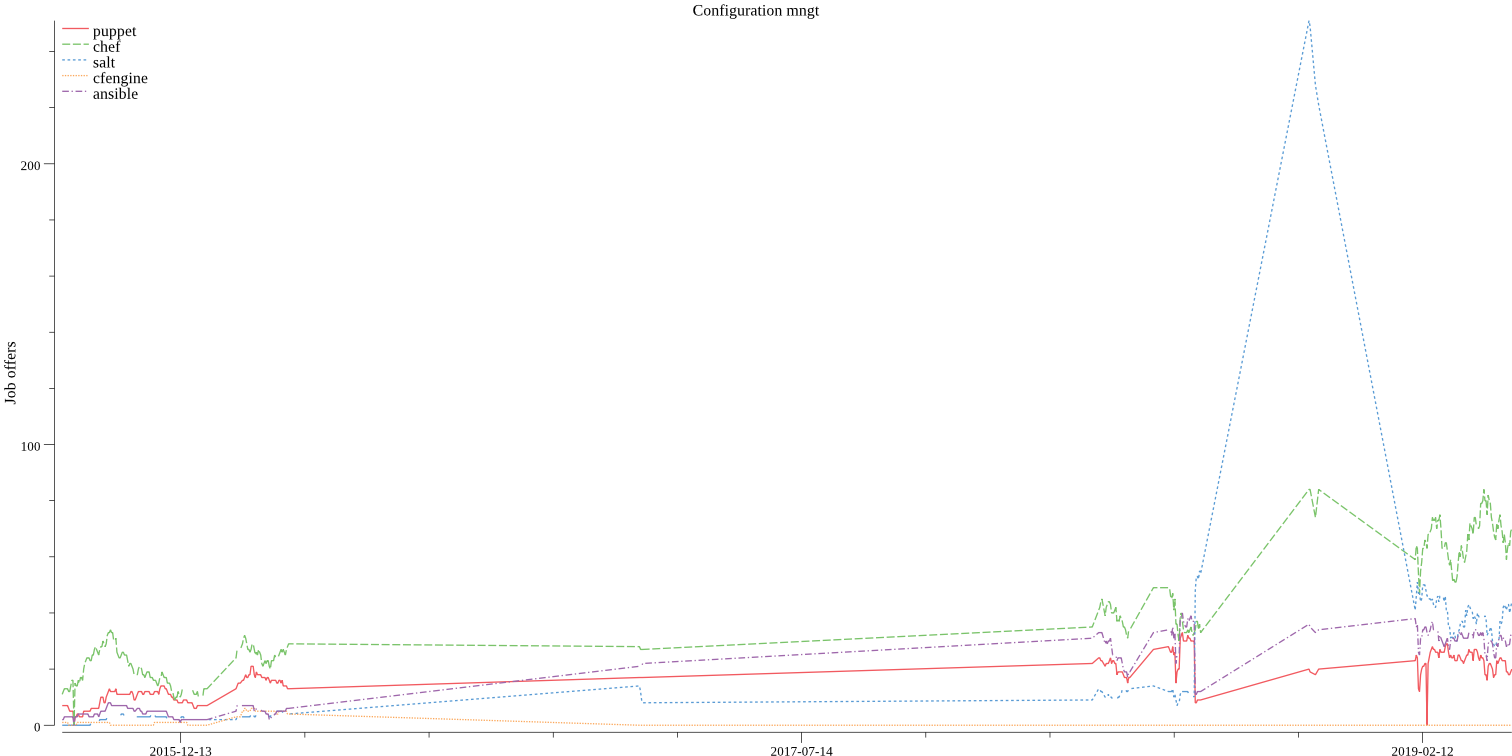 Configuration mngt
puppet
chef
salt
cfengine
ansible
200
100
0
Job offers
2015-12-13
2017-07-14
2019-02-12